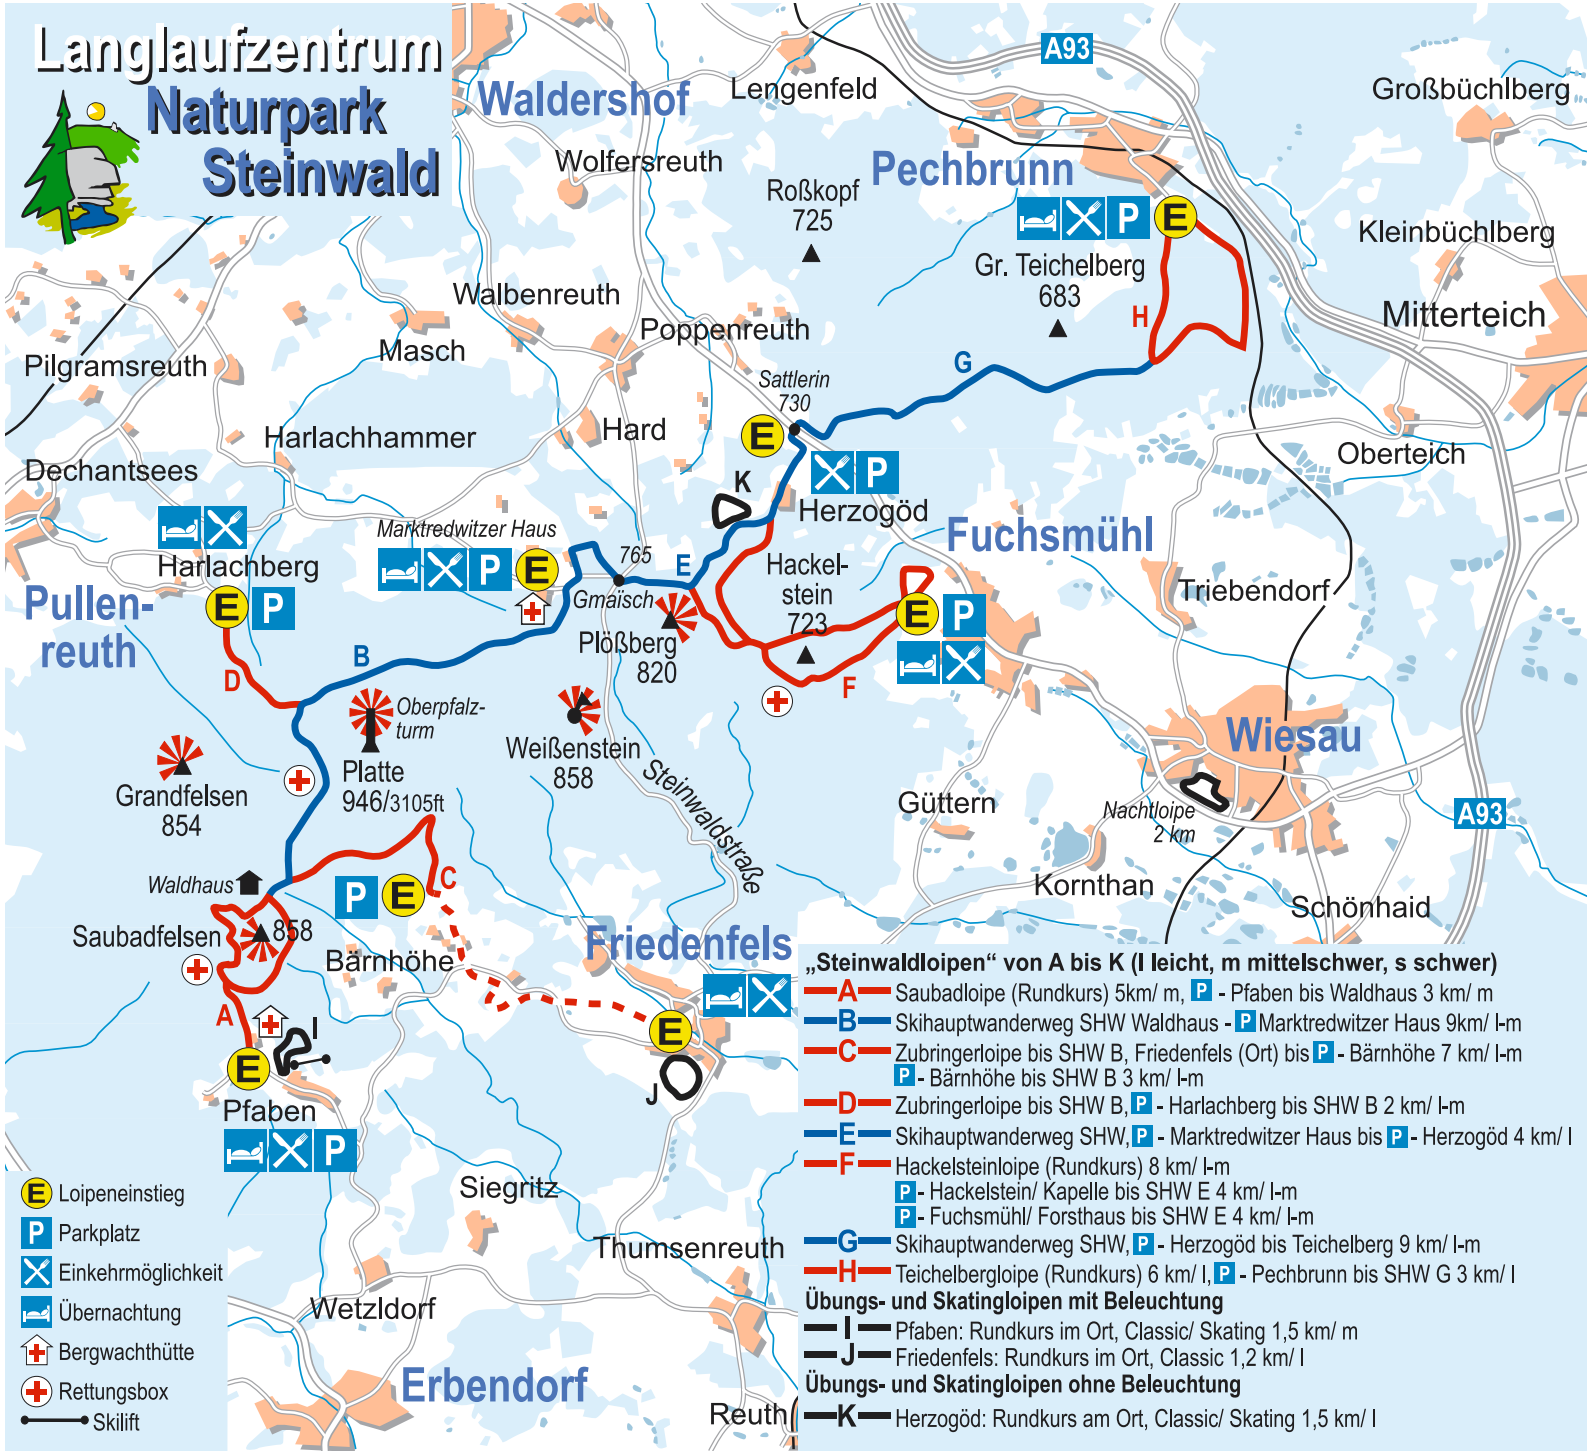 Langlaufzentrum
Naturpark
Steinwald
Waldershof
Lengenfeld
A93
Großbüchlberg
Wolfersreuth
Pechbrunn
Roßkopf
725
P
E
Kleinbüchlberg
Gr. Teichelberg
683
Walbenreuth
Poppenreuth
H
Mitterteich
Masch
Pilgramsreuth
G
Sattlerin
730
Harlachhammer
Hard
E
Oberteich
Dechantsees
K
P
Herzogöd
Fuchsmühl
Marktredwitzer Haus
P
E
765
E
Gmaïsch
Harlachberg
E
P
Hackel-
stein
723
Triebendorf
Pullen-
reuth
E
P
Plößberg
820
B
D
F
Oberpfalz-
turm
Weißenstein
858
Wiesau
Platte
946/3105ft
Grandfelsen
854
Steinwaldstraße
Güttern
Nachtloipe
2 km
A93
Waldhaus
C
P
E
Kornthan
Schönhaid
Saubadfelsen
858
Bärnhöhe
Friedenfels
A
I
E
E
J
Pfaben
P
Siegritz
Thumsenreuth
Wetzldorf
Erbendorf
Reuth
E Loipeneinstieg
P Parkplatz
Einkehrmöglichkeit
Übernachtung
Bergwachthütte
Rettungsbox
Skilift
„Steinwaldloipen“ von A bis K (l leicht, m mittelschwer, s schwer)
A Saubadloipe (Rundkurs) 5km/ m, P - Pfaben bis Waldhaus 3 km/ m
B Skihauptwanderweg SHW Waldhaus - P Marktredwitzer Haus 9km/ l-m
C Zubringerloipe bis SHW B, Friedenfels (Ort) bis P - Bärnhöhe 7 km/ l-m
P - Bärnhöhe bis SHW B 3 km/ l-m
D Zubringerloipe bis SHW B, P - Harlachberg bis SHW B 2 km/ l-m
E Skihauptwanderweg SHW, P - Marktredwitzer Haus bis P - Herzogöd 4 km/ l
F Hackelsteinloipe (Rundkurs) 8 km/ l-m
P - Hackelstein/ Kapelle bis SHW E 4 km/ l-m
P - Fuchsmühl/ Forsthaus bis SHW E 4 km/ l-m
G Skihauptwanderweg SHW, P - Herzogöd bis Teichelberg 9 km/ l-m
H Teichelbergloipe (Rundkurs) 6 km/ l, P - Pechbrunn bis SHW G 3 km/ l
Übungs- und Skatingloipen mit Beleuchtung
I Pfaben: Rundkurs im Ort, Classic/ Skating 1,5 km/ m
J Friedenfels: Rundkurs im Ort, Classic 1,2 km/ l
Übungs- und Skatingloipen ohne Beleuchtung
K Herzogöd: Rundkurs am Ort, Classic/ Skating 1,5 km/ l